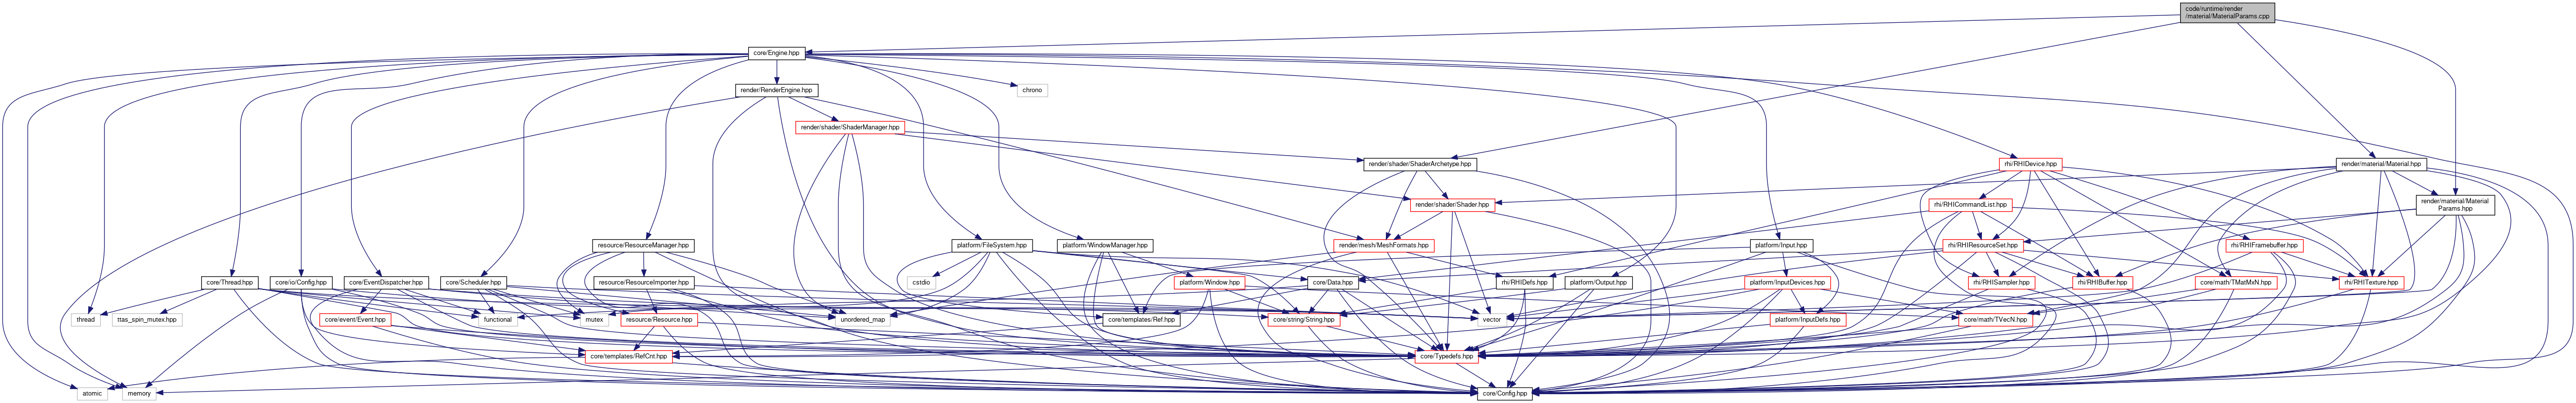 code/runtime/render
/material/MaterialParams.cpp
core/Engine.hpp
render/RenderEngine.hpp
chrono
render/shader/ShaderManager.hpp
render/shader/ShaderArchetype.hpp
rhi/RHIDevice.hpp
render/material/Material.hpp
render/shader/Shader.hpp
rhi/RHICommandList.hpp
render/material/Material
Params.hpp
resource/ResourceManager.hpp
platform/FileSystem.hpp
platform/WindowManager.hpp
render/mesh/MeshFormats.hpp
platform/Input.hpp
rhi/RHIResourceSet.hpp
rhi/RHIFramebuffer.hpp
core/Thread.hpp
core/io/Config.hpp
core/EventDispatcher.hpp
core/Scheduler.hpp
resource/ResourceImporter.hpp
cstdio
platform/Window.hpp
core/Data.hpp
rhi/RHIDefs.hpp
platform/Output.hpp
platform/InputDevices.hpp
rhi/RHISampler.hpp
rhi/RHIBuffer.hpp
core/math/TMatMxN.hpp
rhi/RHITexture.hpp
thread
ttas_spin_mutex.hpp
core/event/Event.hpp
functional
mutex
resource/Resource.hpp
unordered_map
core/templates/Ref.hpp
core/string/String.hpp
vector
platform/InputDefs.hpp
core/math/TVecN.hpp
core/templates/RefCnt.hpp
core/Typedefs.hpp
atomic
memory
core/Config.hpp